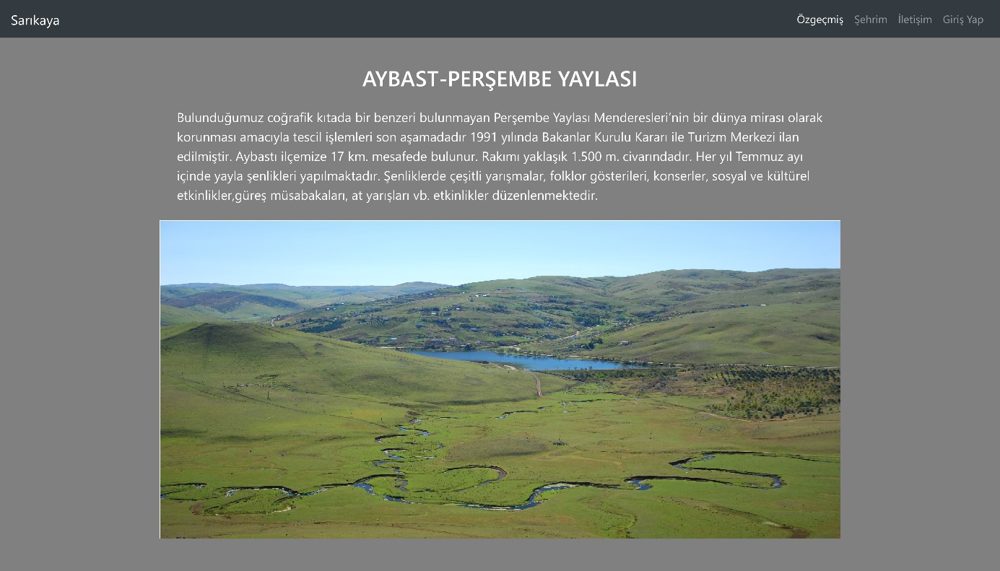 Sarıkaya
Özgeçmiş Şehrim İletişim Giriş Yap
AYBAST-PERŞEMBE YAYLASI
Bulunduğumuz coğrafik kıtada bir benzeri bulunmayan Perşembe Yaylası Menderesleri’nin bir dünya mirası olarak
korunması amacıyla tescil işlemleri son aşamadadır 1991 yılında Bakanlar Kurulu Kararı ile Turizm Merkezi ilan
edilmiştir. Aybastı ilçemize 17 km. mesafede bulunur. Rakımı yaklaşık 1.500 m. civarındadır. Her yıl Temmuz ayı
içinde yayla şenlikleri yapılmaktadır. Şenliklerde çeşitli yarışmalar, folklor gösterileri, konserler, sosyal ve kültürel
etkinlikler,güreş müsabakaları, at yarışları vb. etkinlikler düzenlenmektedir.